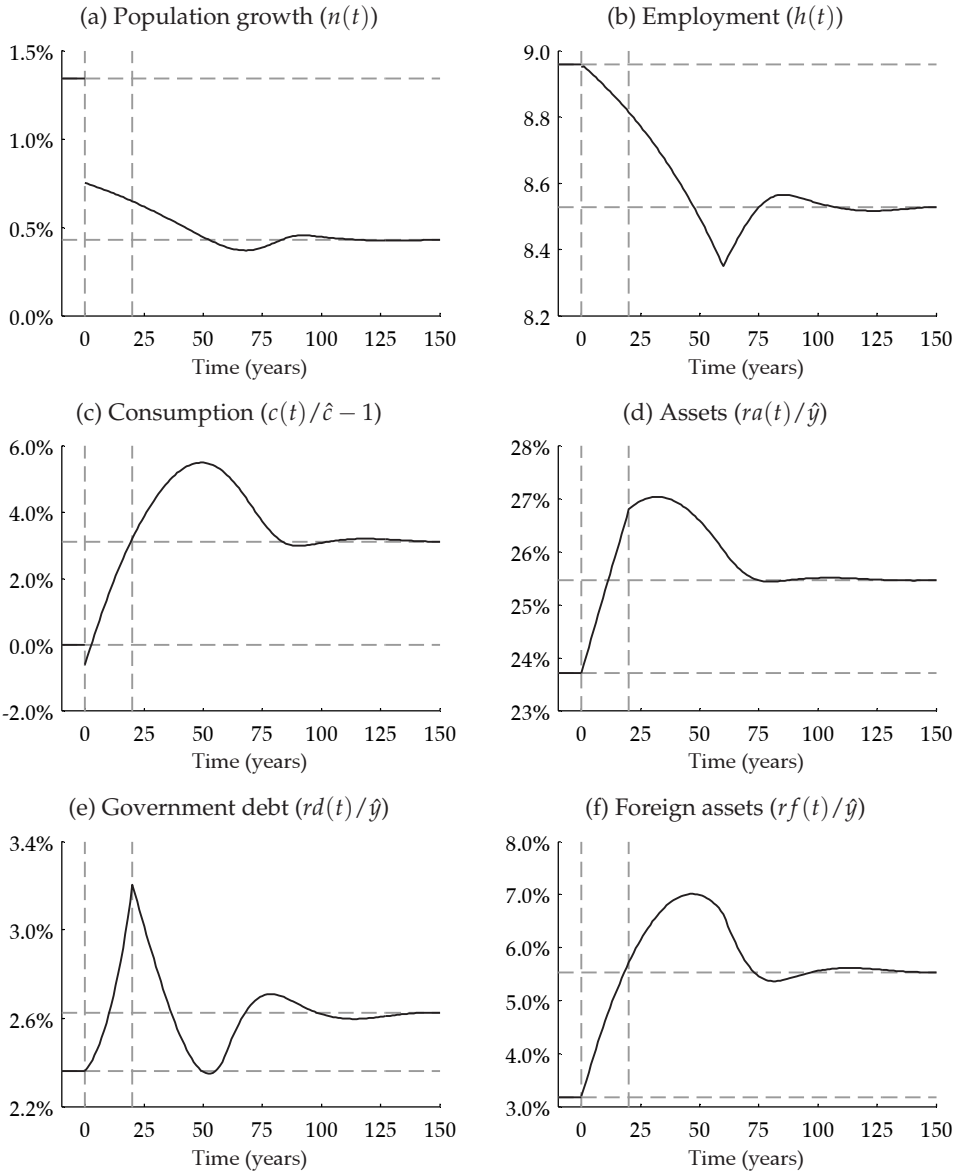 (a) Population growth (n(t))
1.5%
1.0%
0.5%
0.0%
0 25 50 75 100 125 150
Time (years)
(b) Employment (h(t))
9.0
8.8
8.6
8.4
8.2
0 25 50 75 100 125 150
Time (years)
(c) Consumption (c(t)/ĉ − 1)
6.0%
4.0%
2.0%
0.0%
-2.0%
0 25 50 75 100 125 150
Time (years)
(d) Assets (ra(t)/ŷ)
28%
27%
26%
25%
24%
23%
0 25 50 75 100 125 150
Time (years)
(e) Government debt (rd(t)/ŷ)
3.4%
3.0%
2.6%
2.2%
0 25 50 75 100 125 150
Time (years)
(f) Foreign assets (rf(t)/ŷ)
8.0%
7.0%
6.0%
5.0%
4.0%
3.0%
0 25 50 75 100 125 150
Time (years)